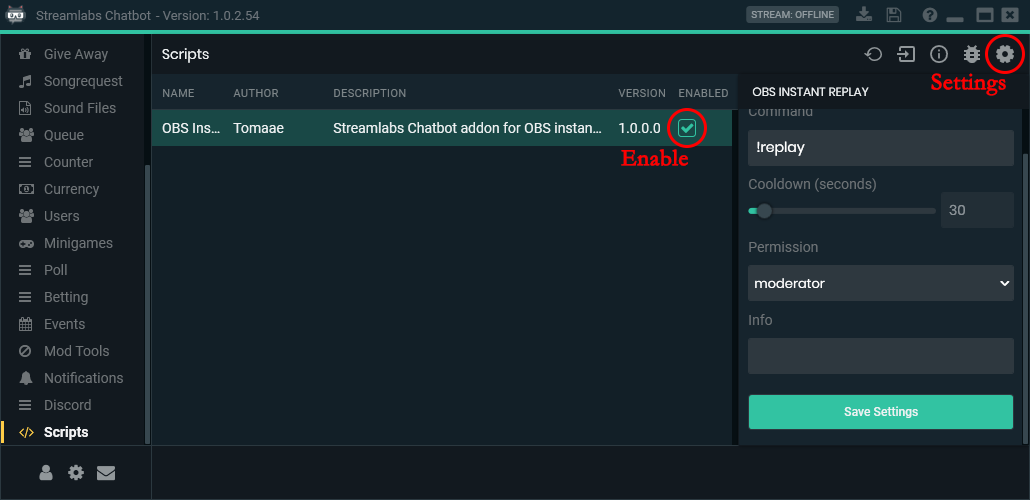 Streamlabs Chatbot - Version: 1.0.2.54
STREAM: OFFLINE
Give Away
Songrequest
Sound Files
Queue
Counter
Currency
Users
Minigames
Poll
Betting
Events
Mod Tools
Notifications
Discord
Scripts
Scripts
Settings
NAME AUTHOR DESCRIPTION VERSION ENABLED
OBS Ins... Tomaae Streamlabs Chatbot addon for OBS instan... 1.0.0.0
Enable
OBS INSTANT REPLAY
Command
!replay
Cooldown (seconds)
30
Permission
moderator
Info
Save Settings